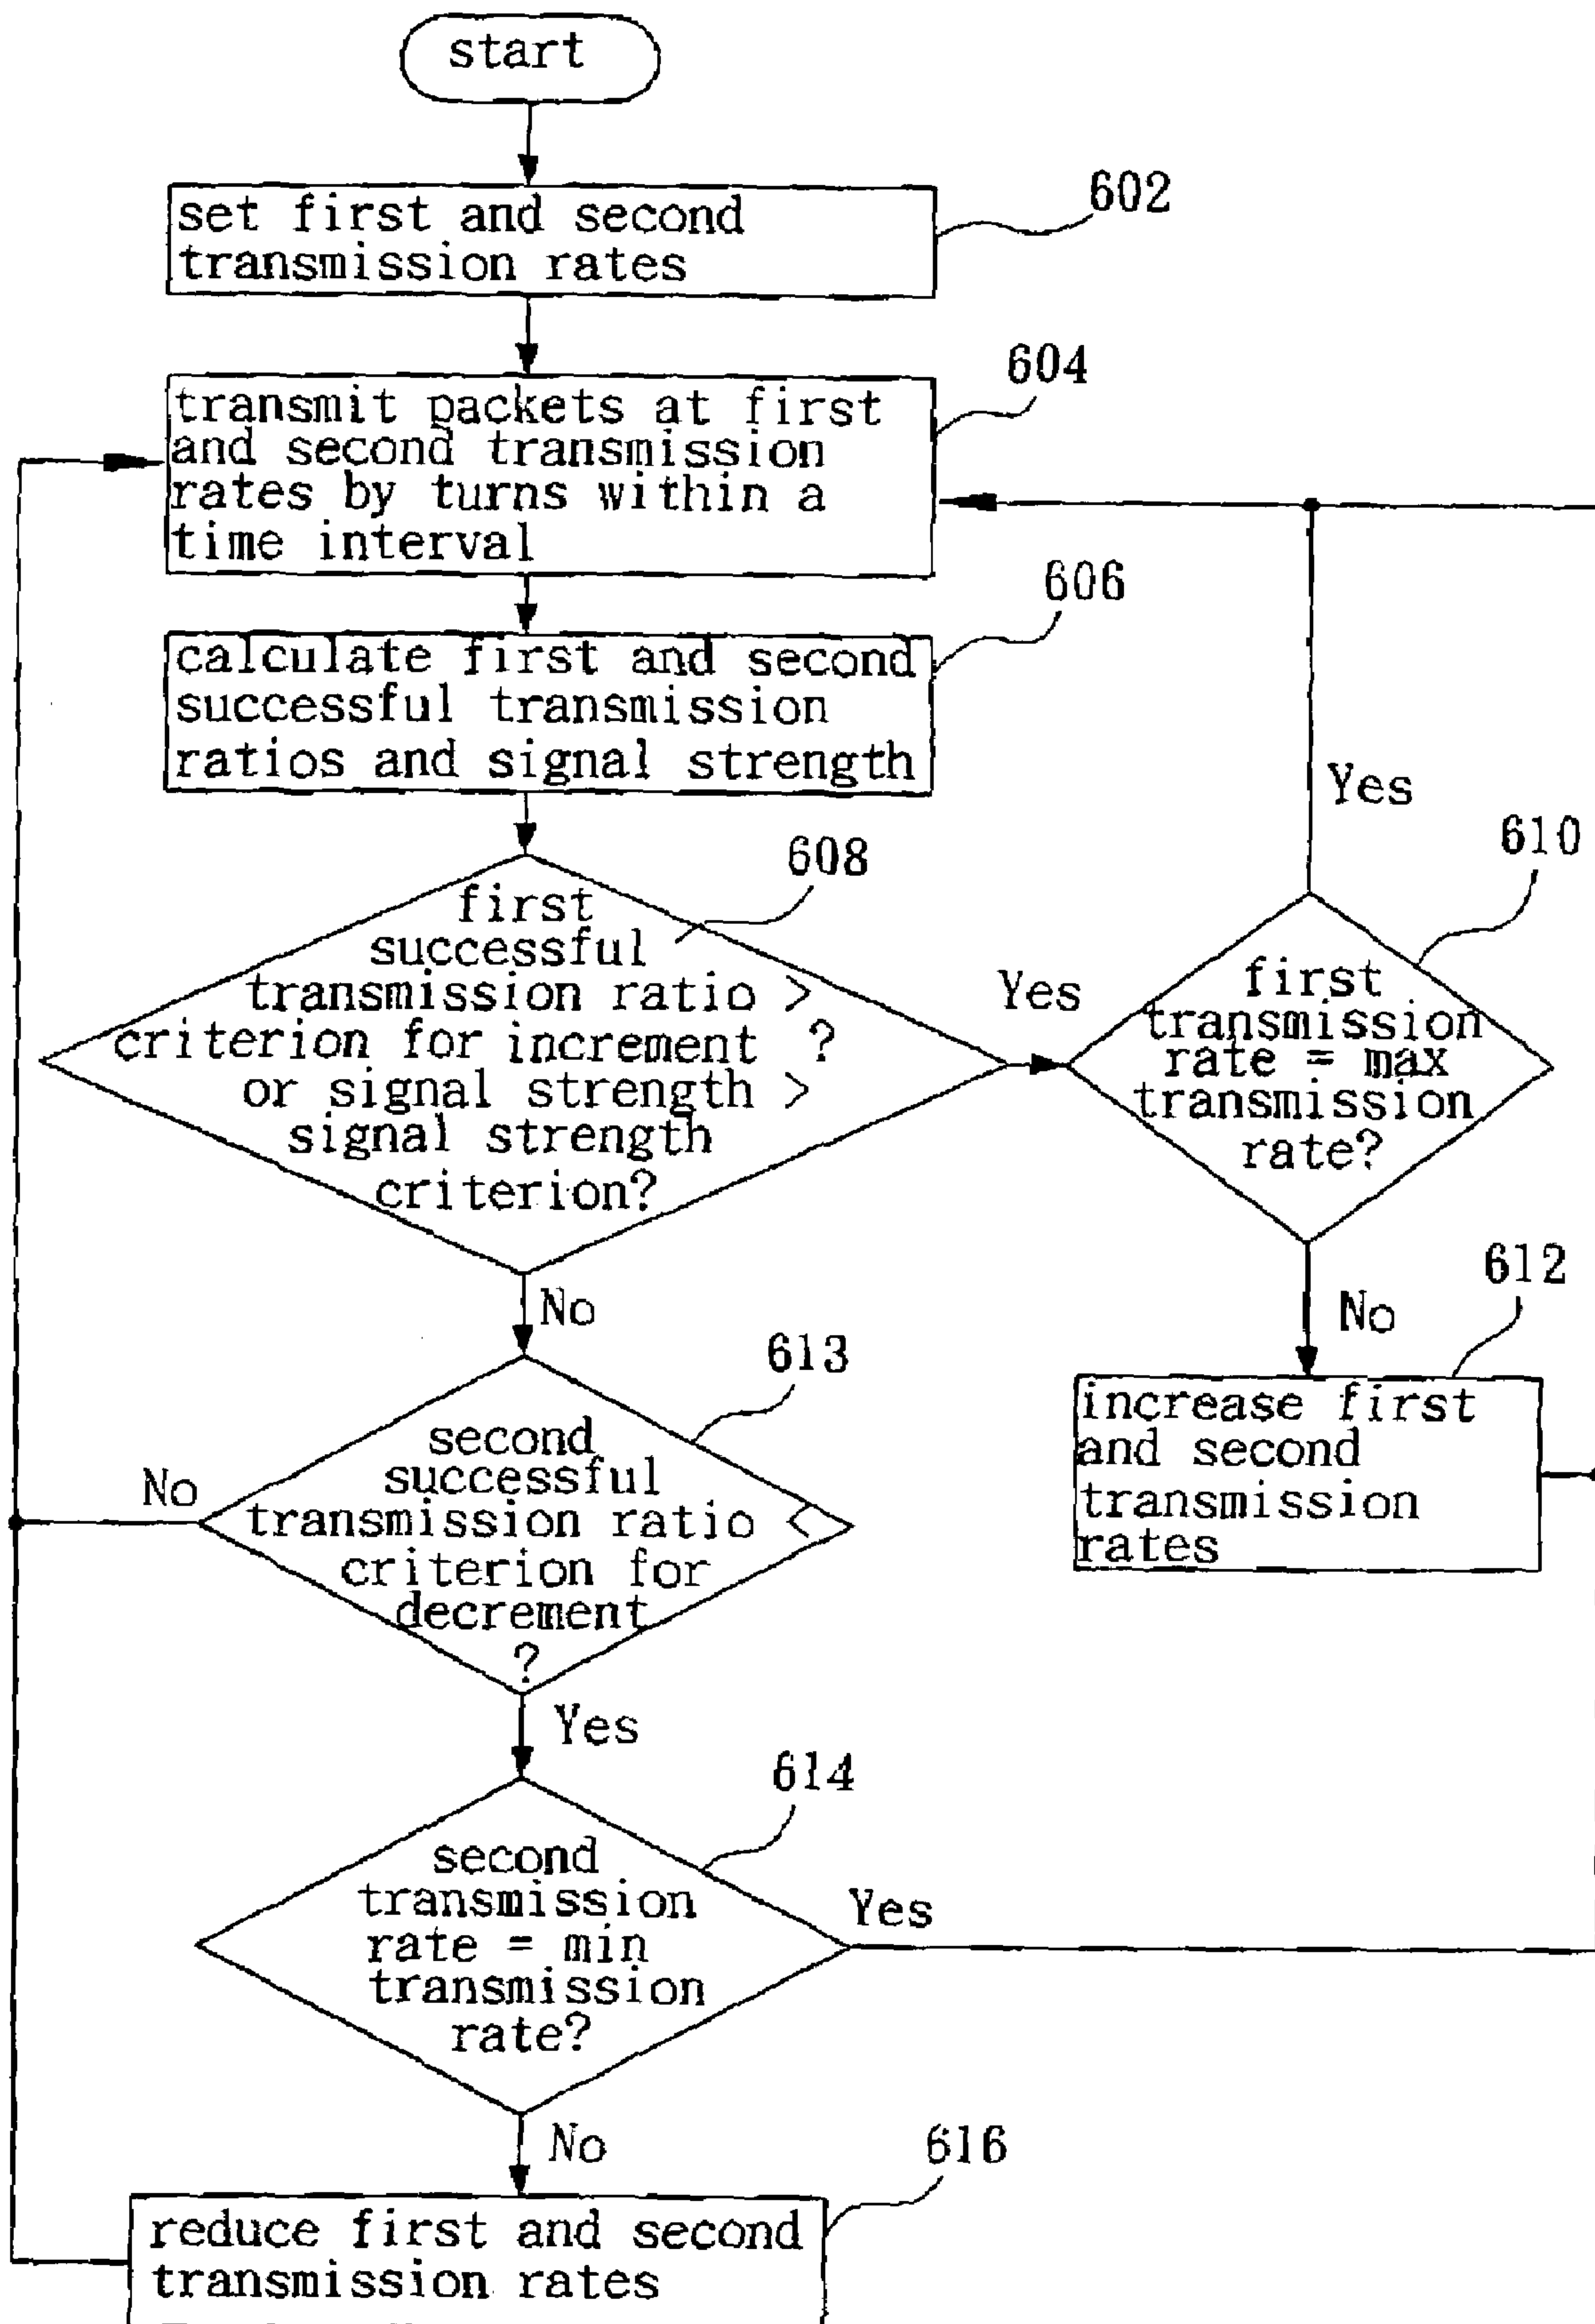 start
602
set first and second
transmission rates
604
transmit packets at first
and second transmission
rates by turns within a
time interval
606
calculate first and second
successful transmission
ratios and signal strength
Yes
608
610
first
successful
transmission ratio >
criterion for increment ?
or signal strength >
signal strength
criterion?
Yes
first
transmission
rate = max
transmission
rate?
No
No
612
613
increase first
and second
transmission
rates
second
successful
transmission ratio <
criterion for
decrement
?
No
Yes
614
second
transmission
rate = min
transmission
rate?
Yes
No
616
reduce first and second
transmission rates